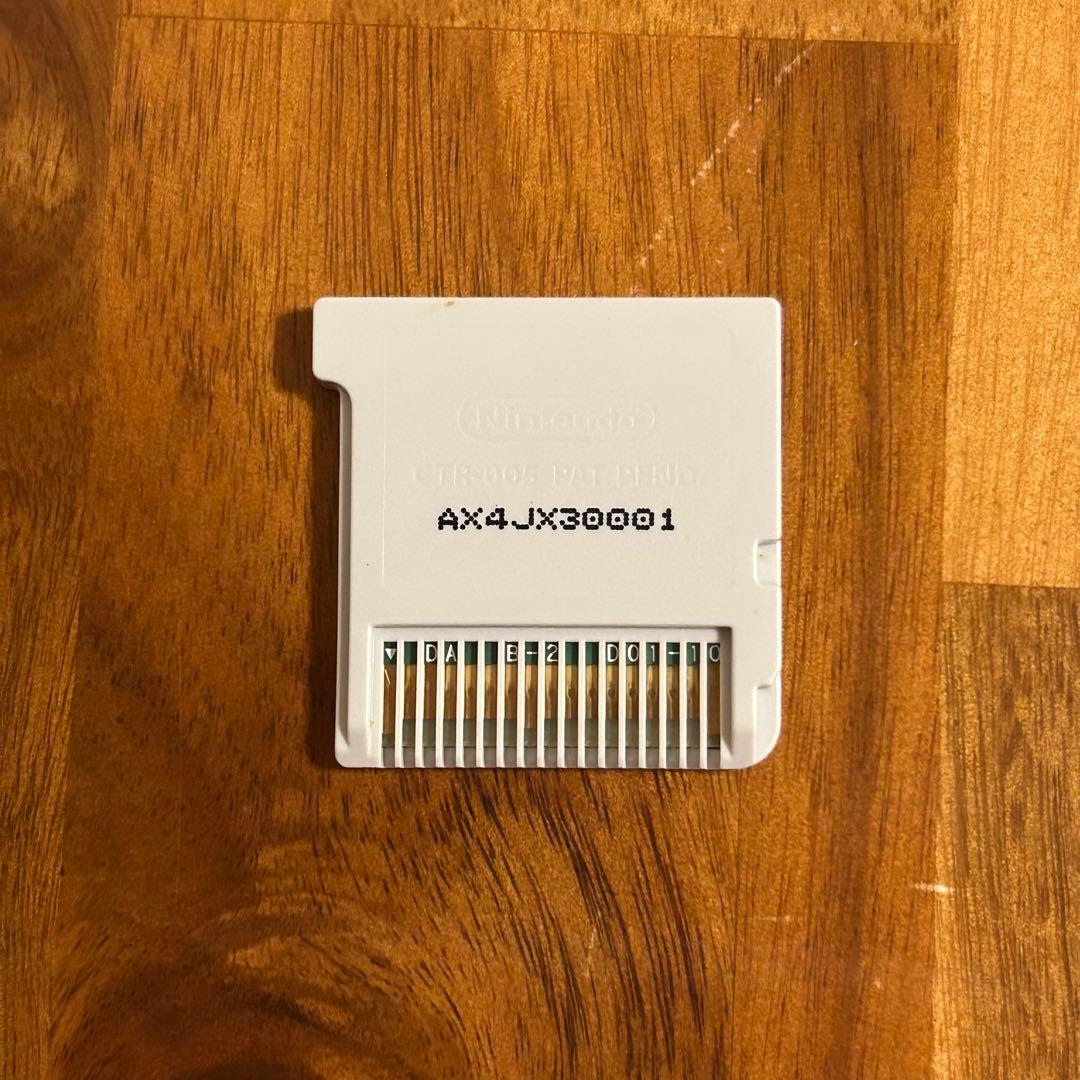 Nintendo
CTR-005 PAT PEND.
AX4JX30001
▼ DA B-2 D01-10